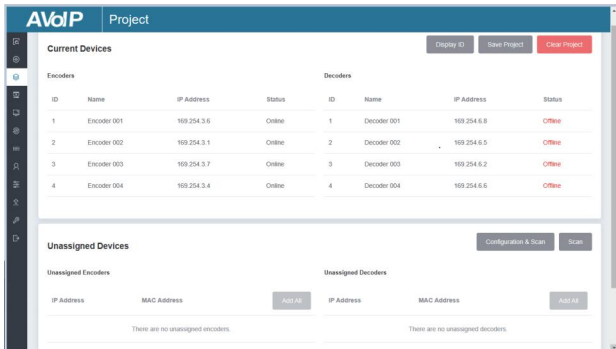 AVoIP Project
Current Devices Display ID Save Project Clear Project
Encoders Decoders
ID Name IP Address Status ID Name IP Address Status
1 Encoder 001 169.254.3.6 Online 1 Decoder 001 169.254.6.8 Offline
2 Encoder 002 169.254.3.1 Online 2 Decoder 002 169.254.6.5 Offline
3 Encoder 003 169.254.3.7 Online 3 Decoder 003 169.254.6.2 Offline
4 Encoder 004 169.254.3.4 Online 4 Decoder 004 169.254.6.6 Offline
Unassigned Devices Configuration & Scan Scan
Unassigned Encoders Unassigned Decoders
IP Address MAC Address Add All IP Address MAC Address Add All
There are no unassigned encoders. There are no unassigned decoders.